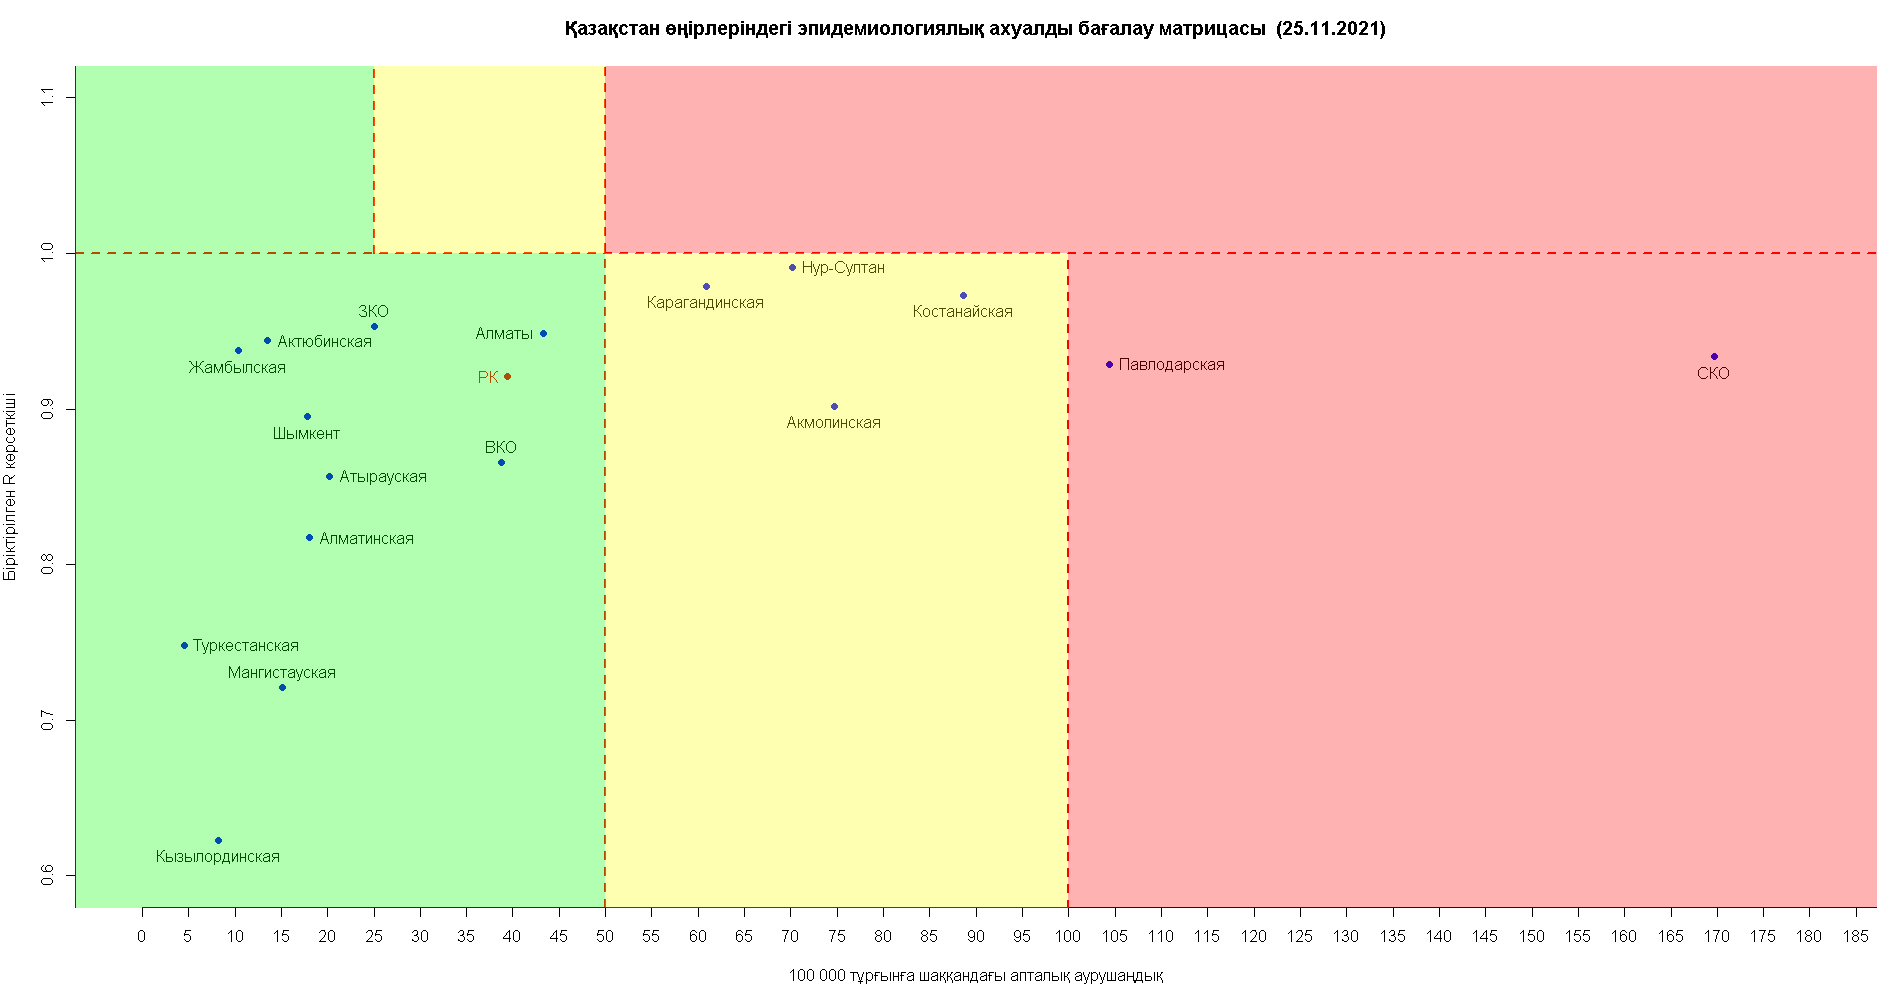 Қазақстан өңірлеріндегі эпидемиологиялық ахуалды бағалау матрицасы (25.11.2021)
1.1
1.0
0.9
0.8
0.7
0.6
Біріктірілген R көрсеткіші
Нур-Султан
Карагандинская
Костанайская
ЗКО
Алматы
Актюбинская
Жамбылская
РК
Павлодарская
СКО
Акмолинская
Шымкент
ВКО
Атырауская
Алматинская
Туркестанская
Мангистауская
Кызылординская
0 5 10 15 20 25 30 35 40 45 50 55 60 65 70 75 80 85 90 95 100 105 110 115 120 125 130 135 140 145 150 155 160 165 170 175 180 185
100 000 тұрғынға шаққандағы апталық аурушаңдық